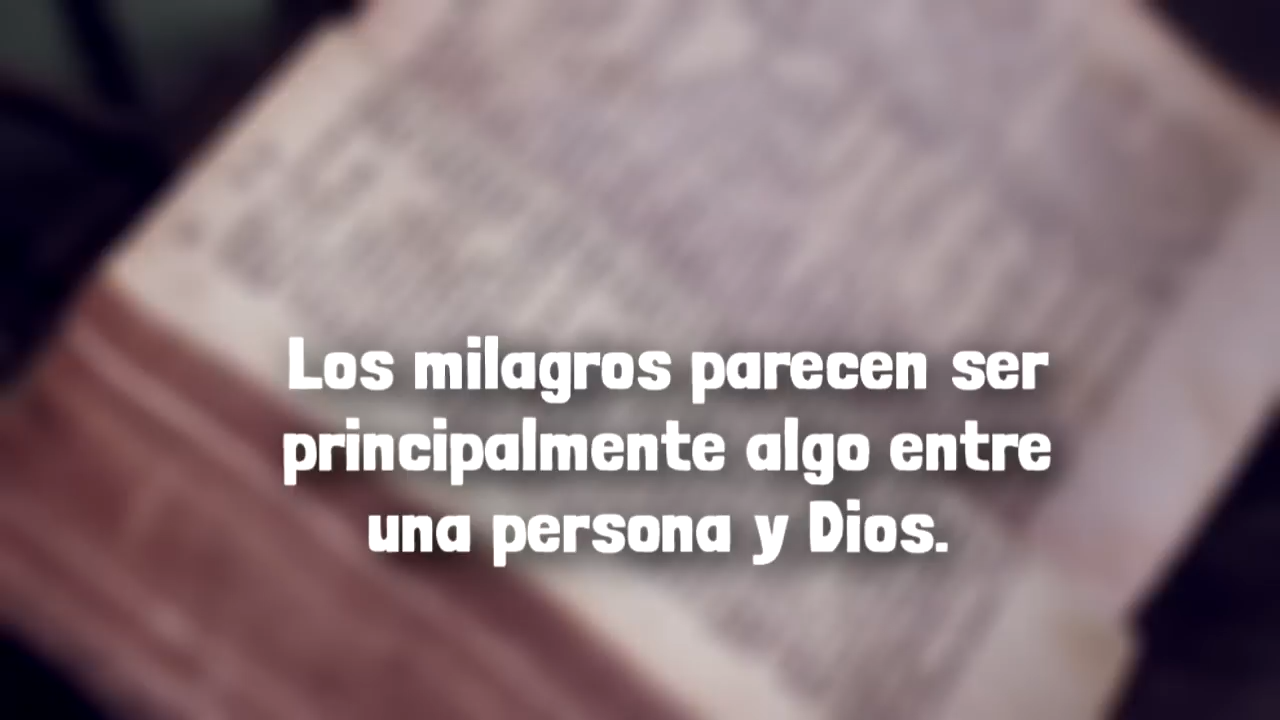 Los milagros parecen ser
principalmente algo entre
una persona y Dios.